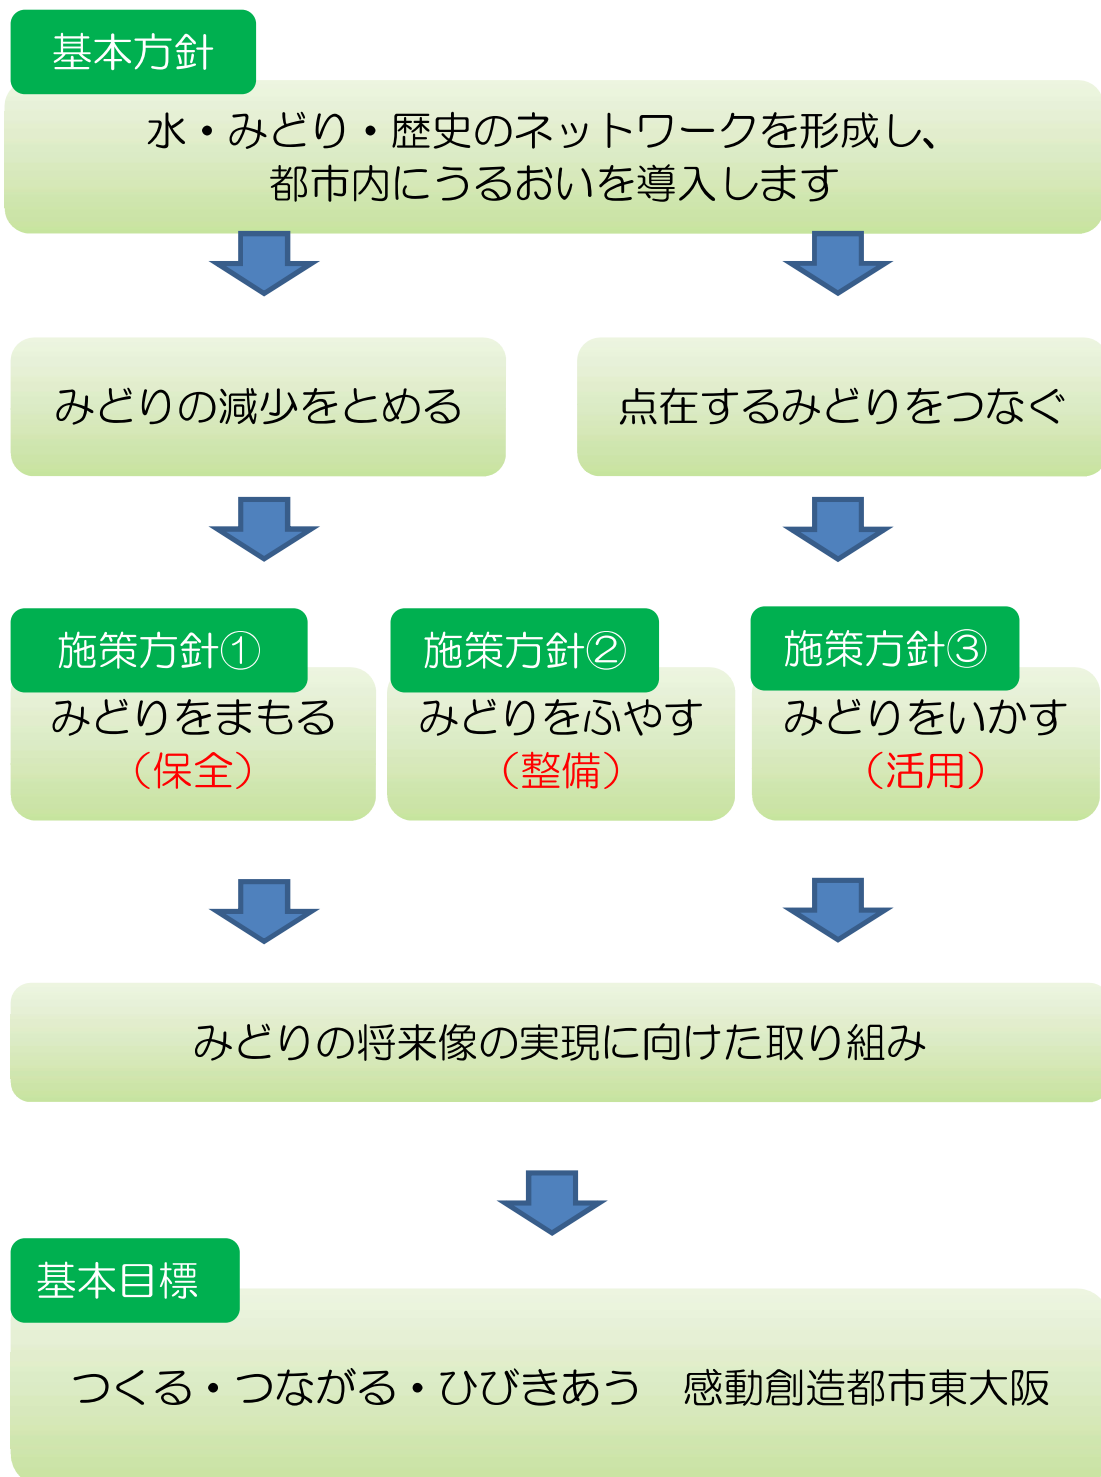 基本方針
水・みどり・歴史のネットワークを形成し、
都市内にうるおいを導入します
みどりの減少をとめる
点在するみどりをつなぐ
施策方針①
みどりをまもる
（保全）
施策方針②
みどりをふやす
（整備）
施策方針③
みどりをいかす
（活用）
みどりの将来像の実現に向けた取り組み
基本目標
つくる・つながる・ひびきあう　感動創造都市東大阪